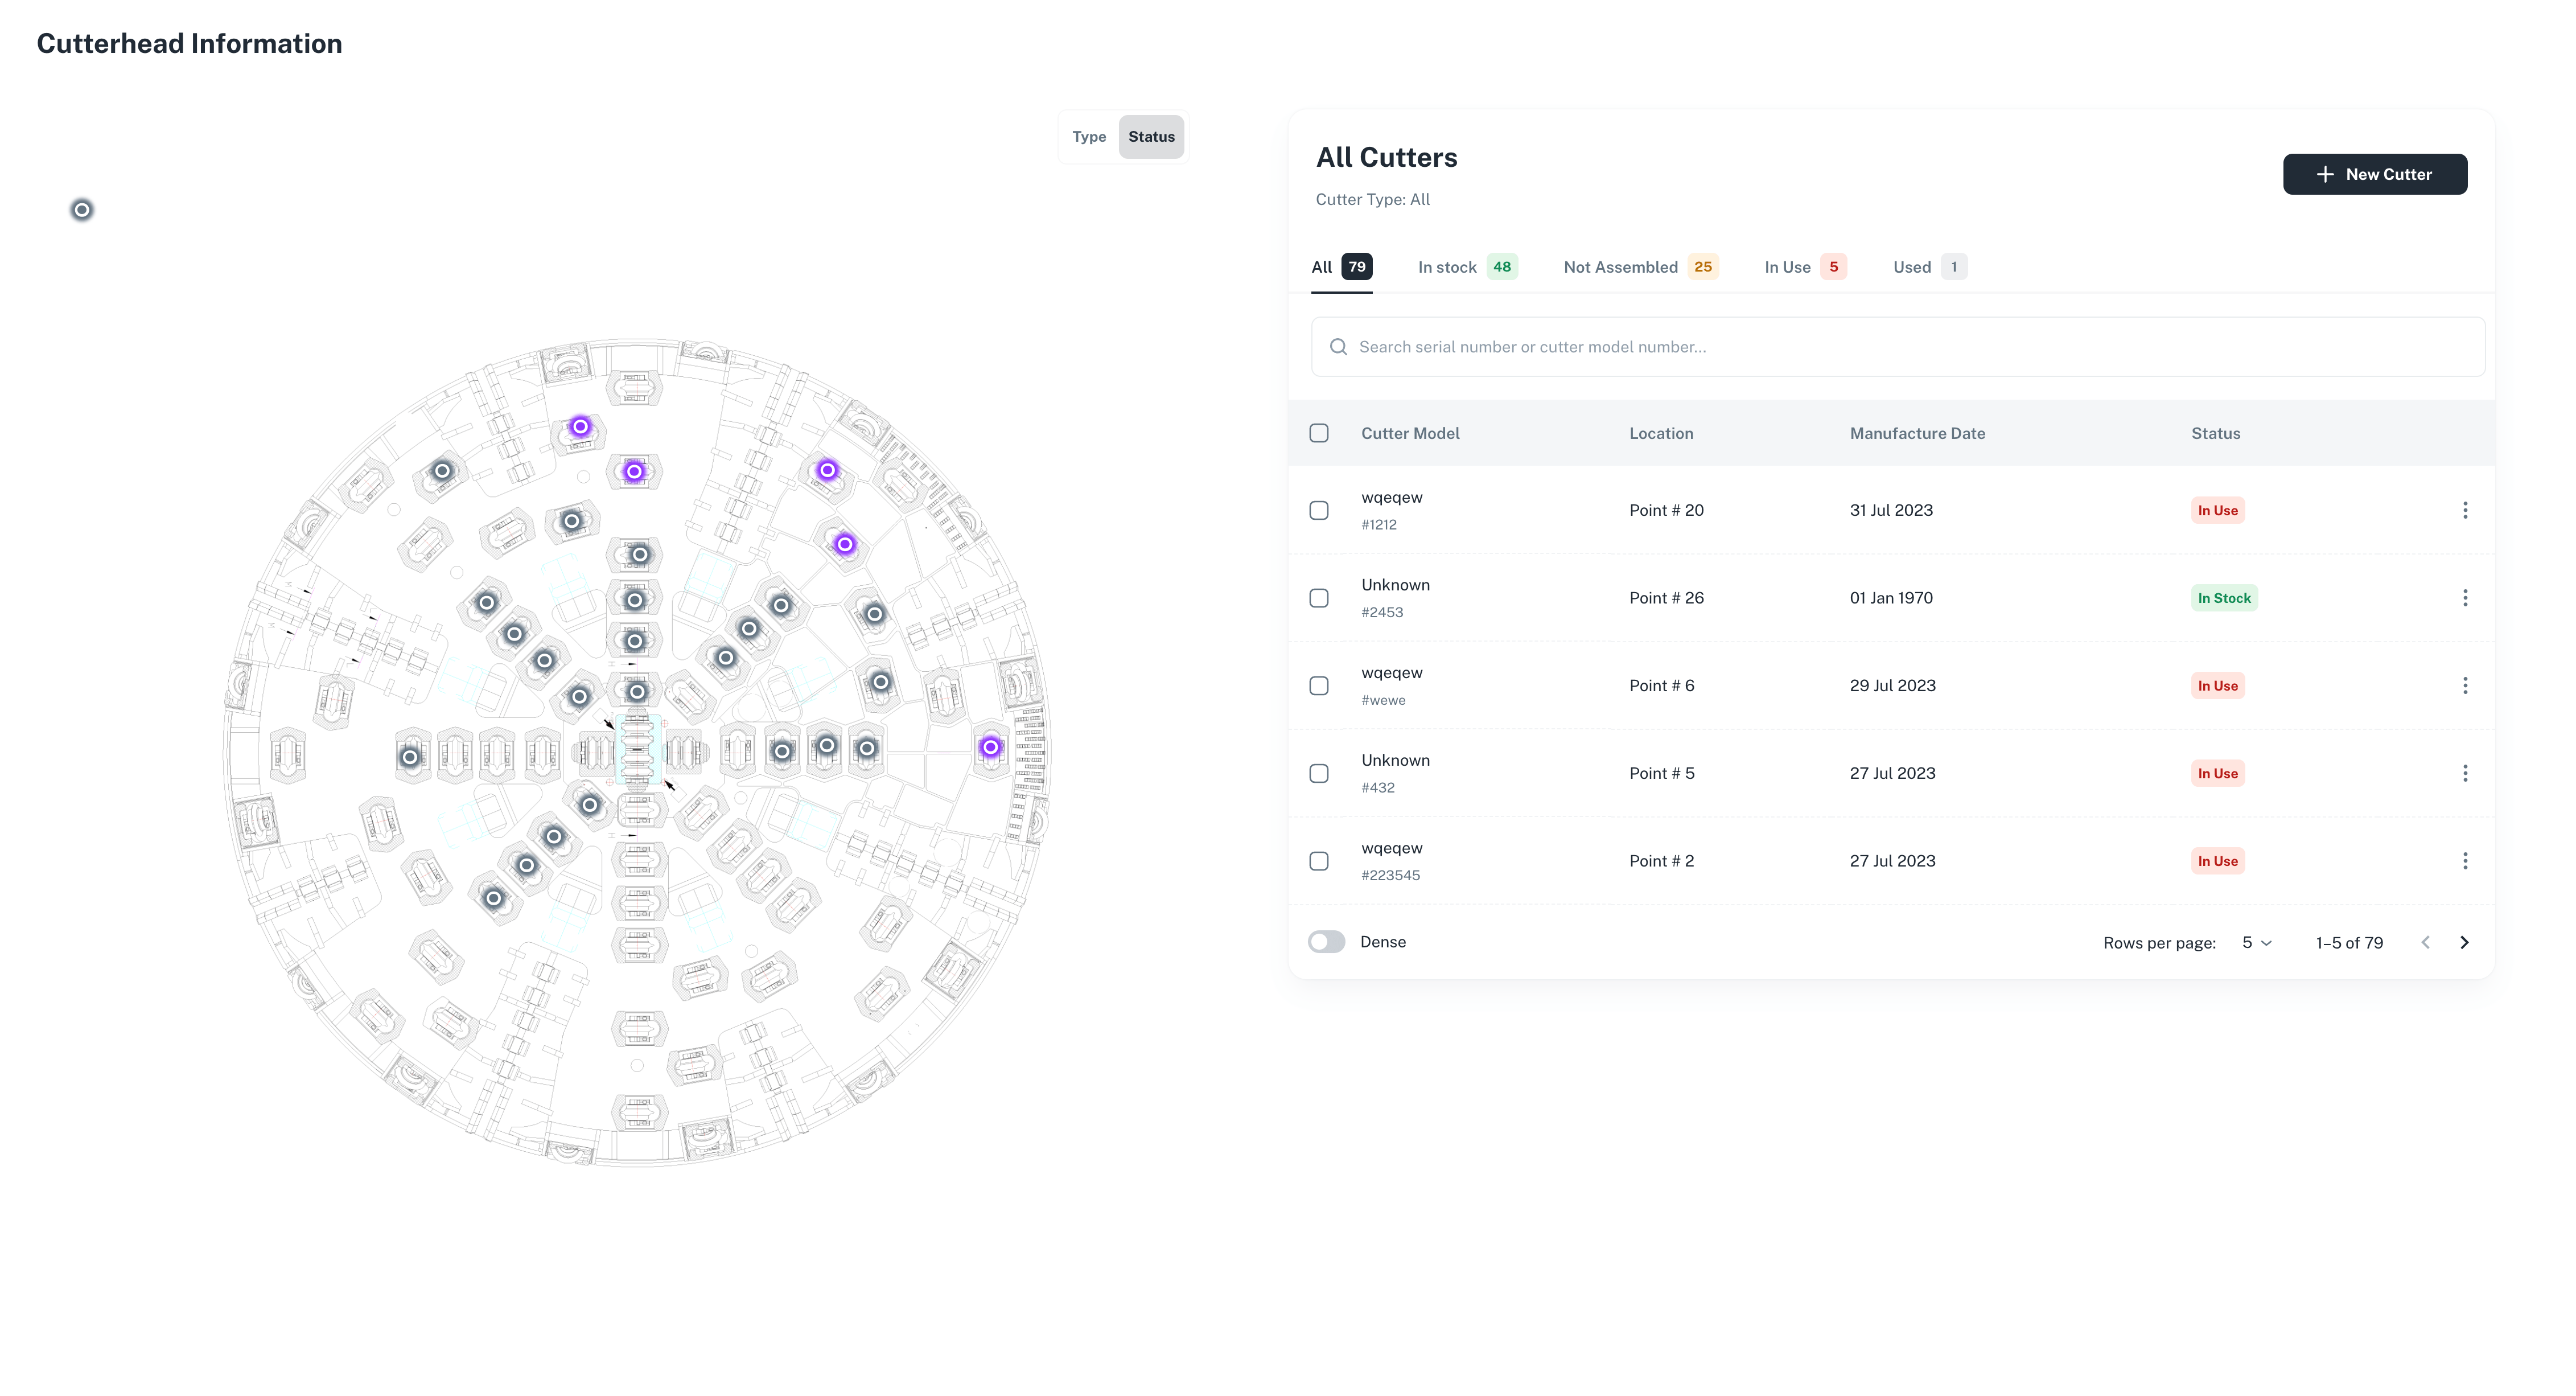 Cutterhead Information
Type Status
All Cutters
Cutter Type: All
New Cutter
All 79 In stock 48 Not Assembled 25 In Use 5 Used 1
Search serial number or cutter model number...
Cutter Model Location Manufacture Date Status
wqeqew
#1212
Point # 20 31 Jul 2023 In Use
Unknown
#2453
Point # 26 01 Jan 1970 In Stock
wqeqew
#wewe
Point # 6 29 Jul 2023 In Use
Unknown
#432
Point # 5 27 Jul 2023 In Use
wqeqew
#223545
Point # 2 27 Jul 2023 In Use
Dense Rows per page: 5 1–5 of 79